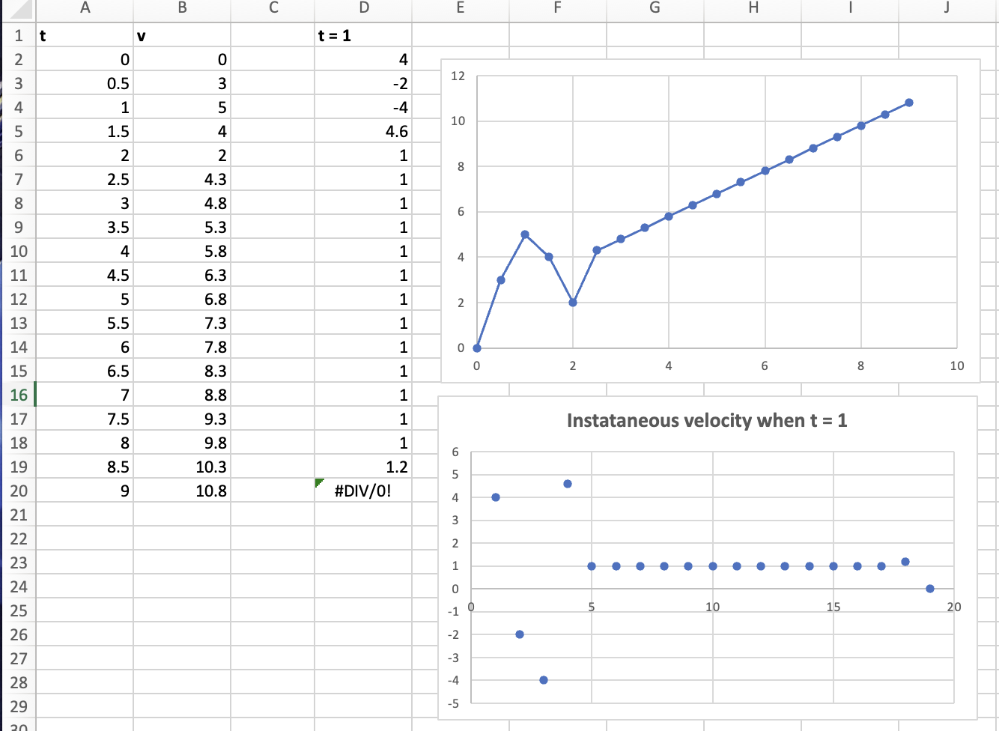 A B C D E F G H I J
1 t v t = 1
2 0 0 4
3 0.5 3 -2
4 1 5 -4
5 1.5 4 4.6
6 2 2 1
7 2.5 4.3 1
8 3 4.8 1
9 3.5 5.3 1
10 4 5.8 1
11 4.5 6.3 1
12 5 6.8 1
13 5.5 7.3 1
14 6 7.8 1
15 6.5 8.3 1
16 7 8.8 1
17 7.5 9.3 1
18 8 9.8 1
19 8.5 10.3 1.2
20 9 10.8 #DIV/0!
21
22
23
24
25
26
27
28
29
30
12
10
8
6
4
2
0
0 2 4 6 8 10
Instataneous velocity when t = 1
6
5
4
3
2
1
0
-1
-2
-3
-4
-5
0 5 10 15 20